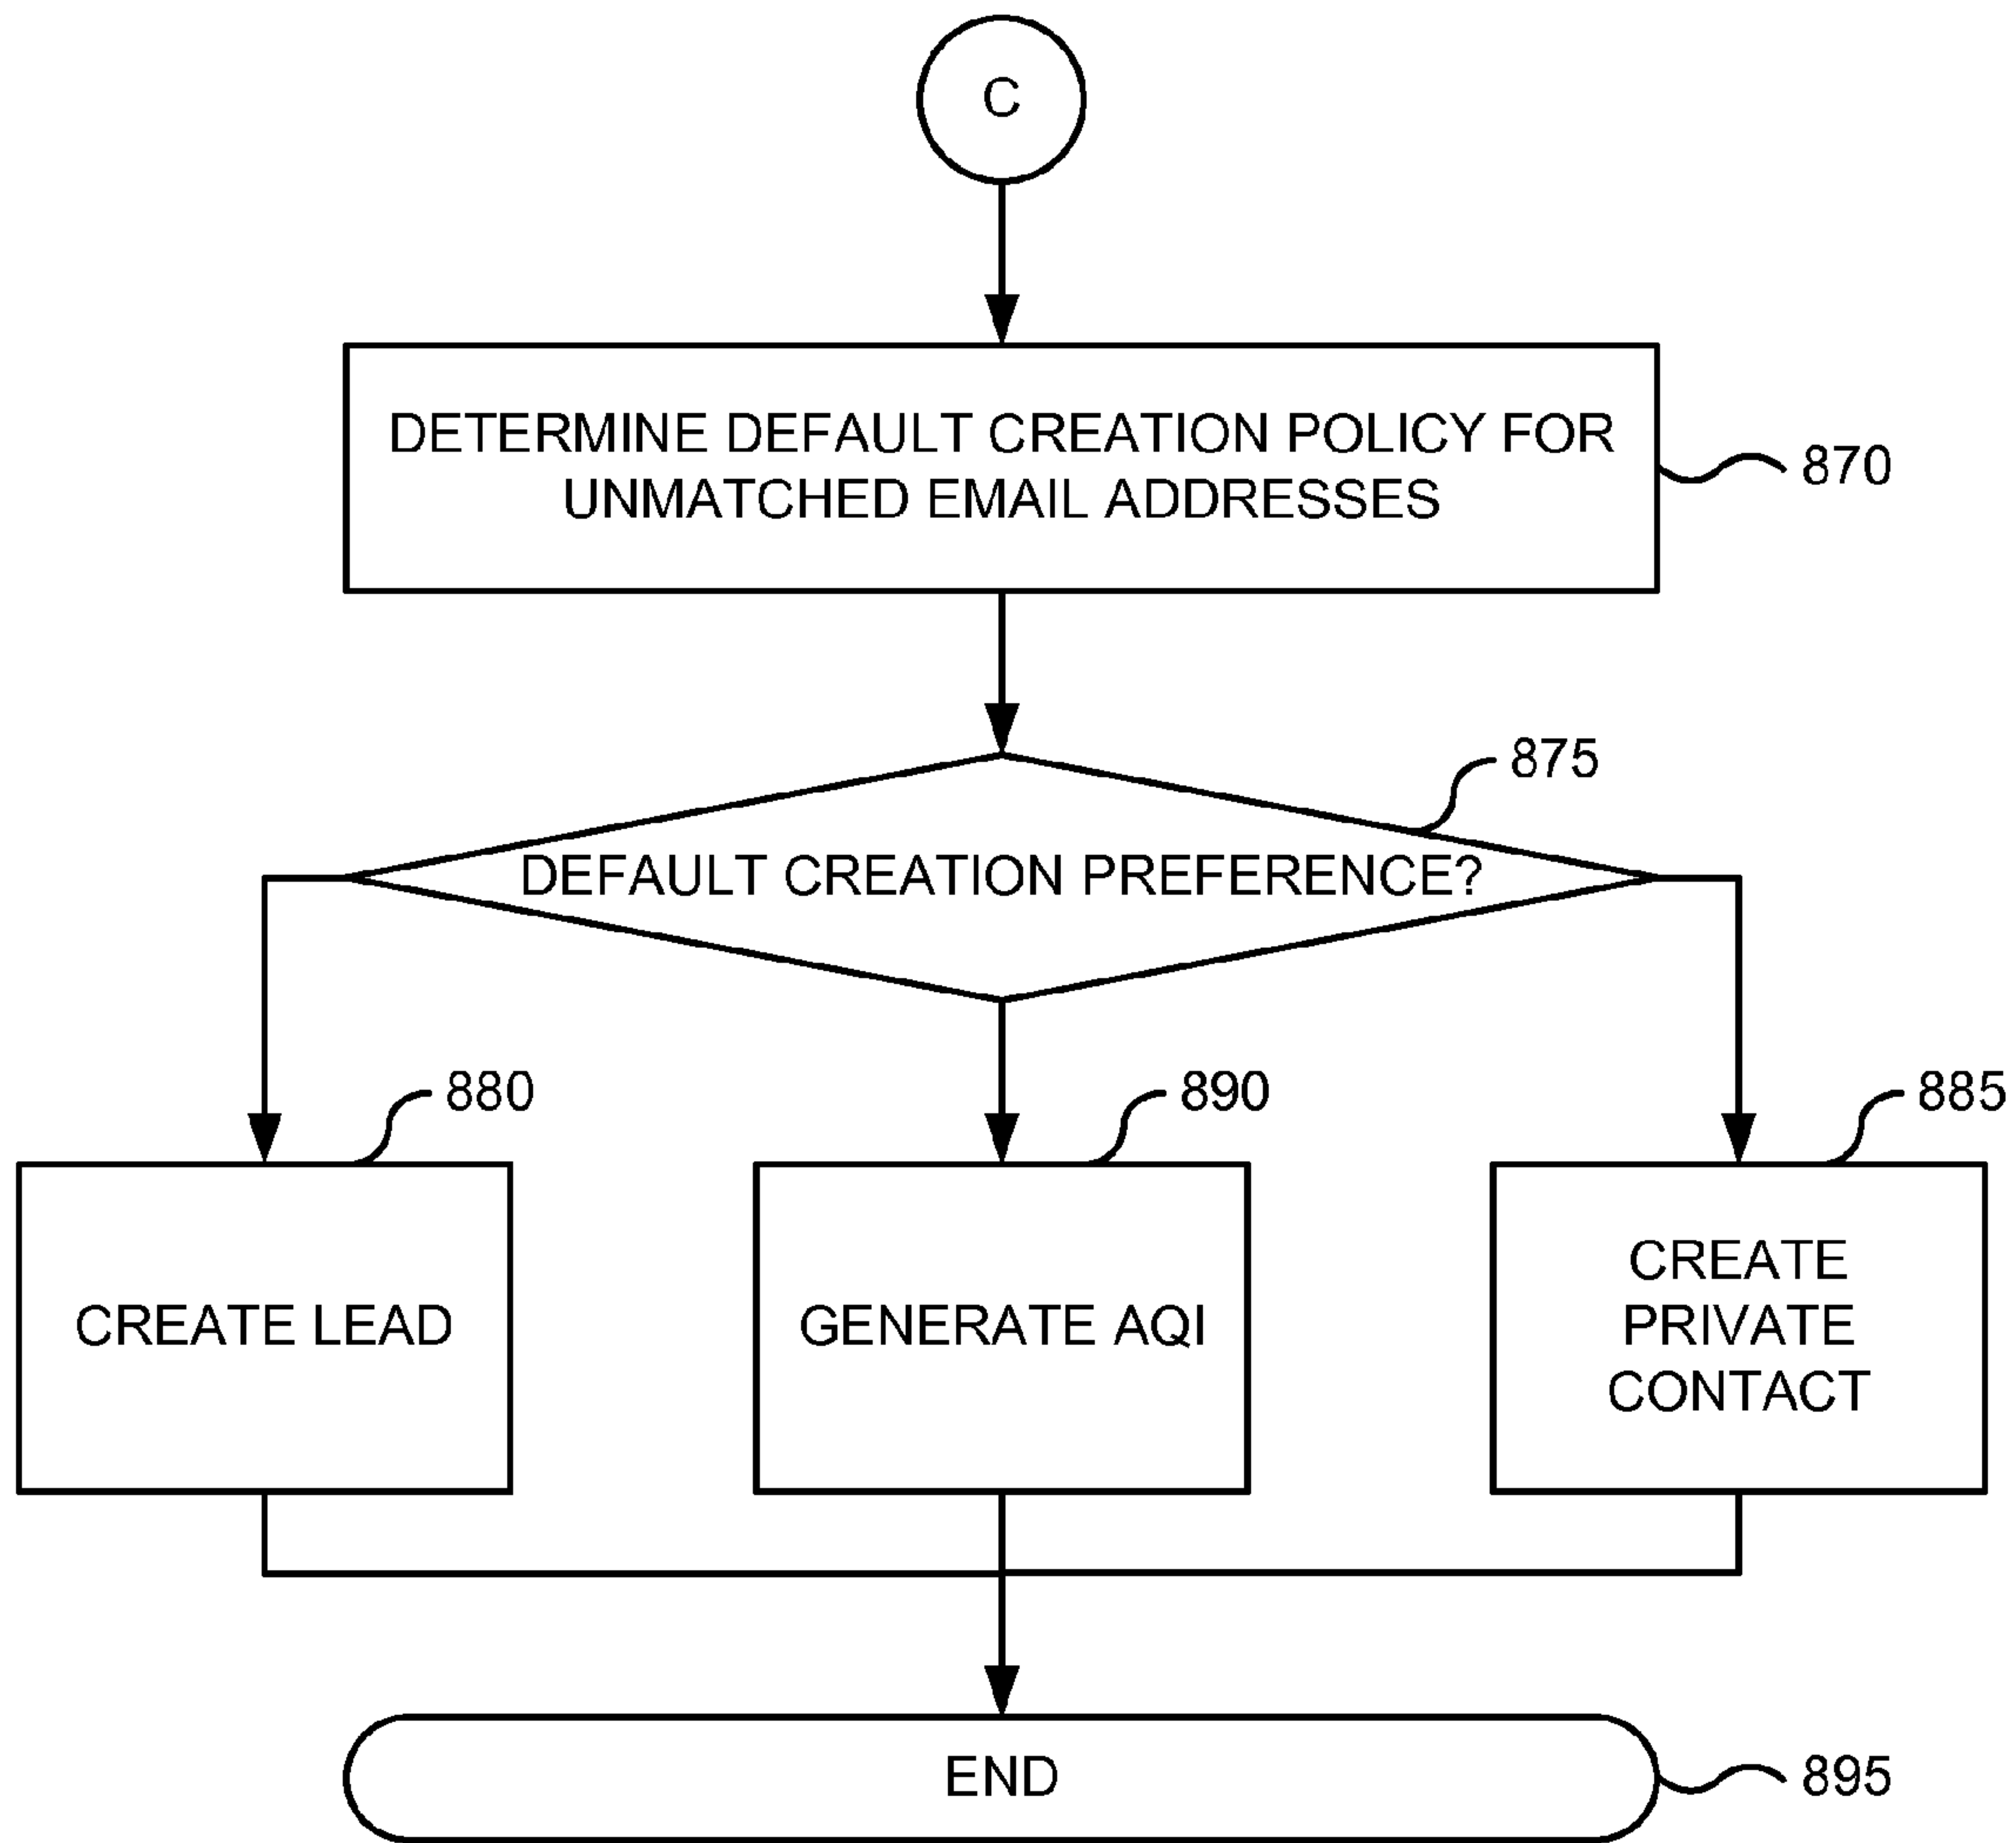 C
DETERMINE DEFAULT CREATION POLICY FOR
UNMATCHED EMAIL ADDRESSES
870
875
DEFAULT CREATION PREFERENCE?
880
890
885
CREATE LEAD
GENERATE AQI
CREATE
PRIVATE
CONTACT
END
895